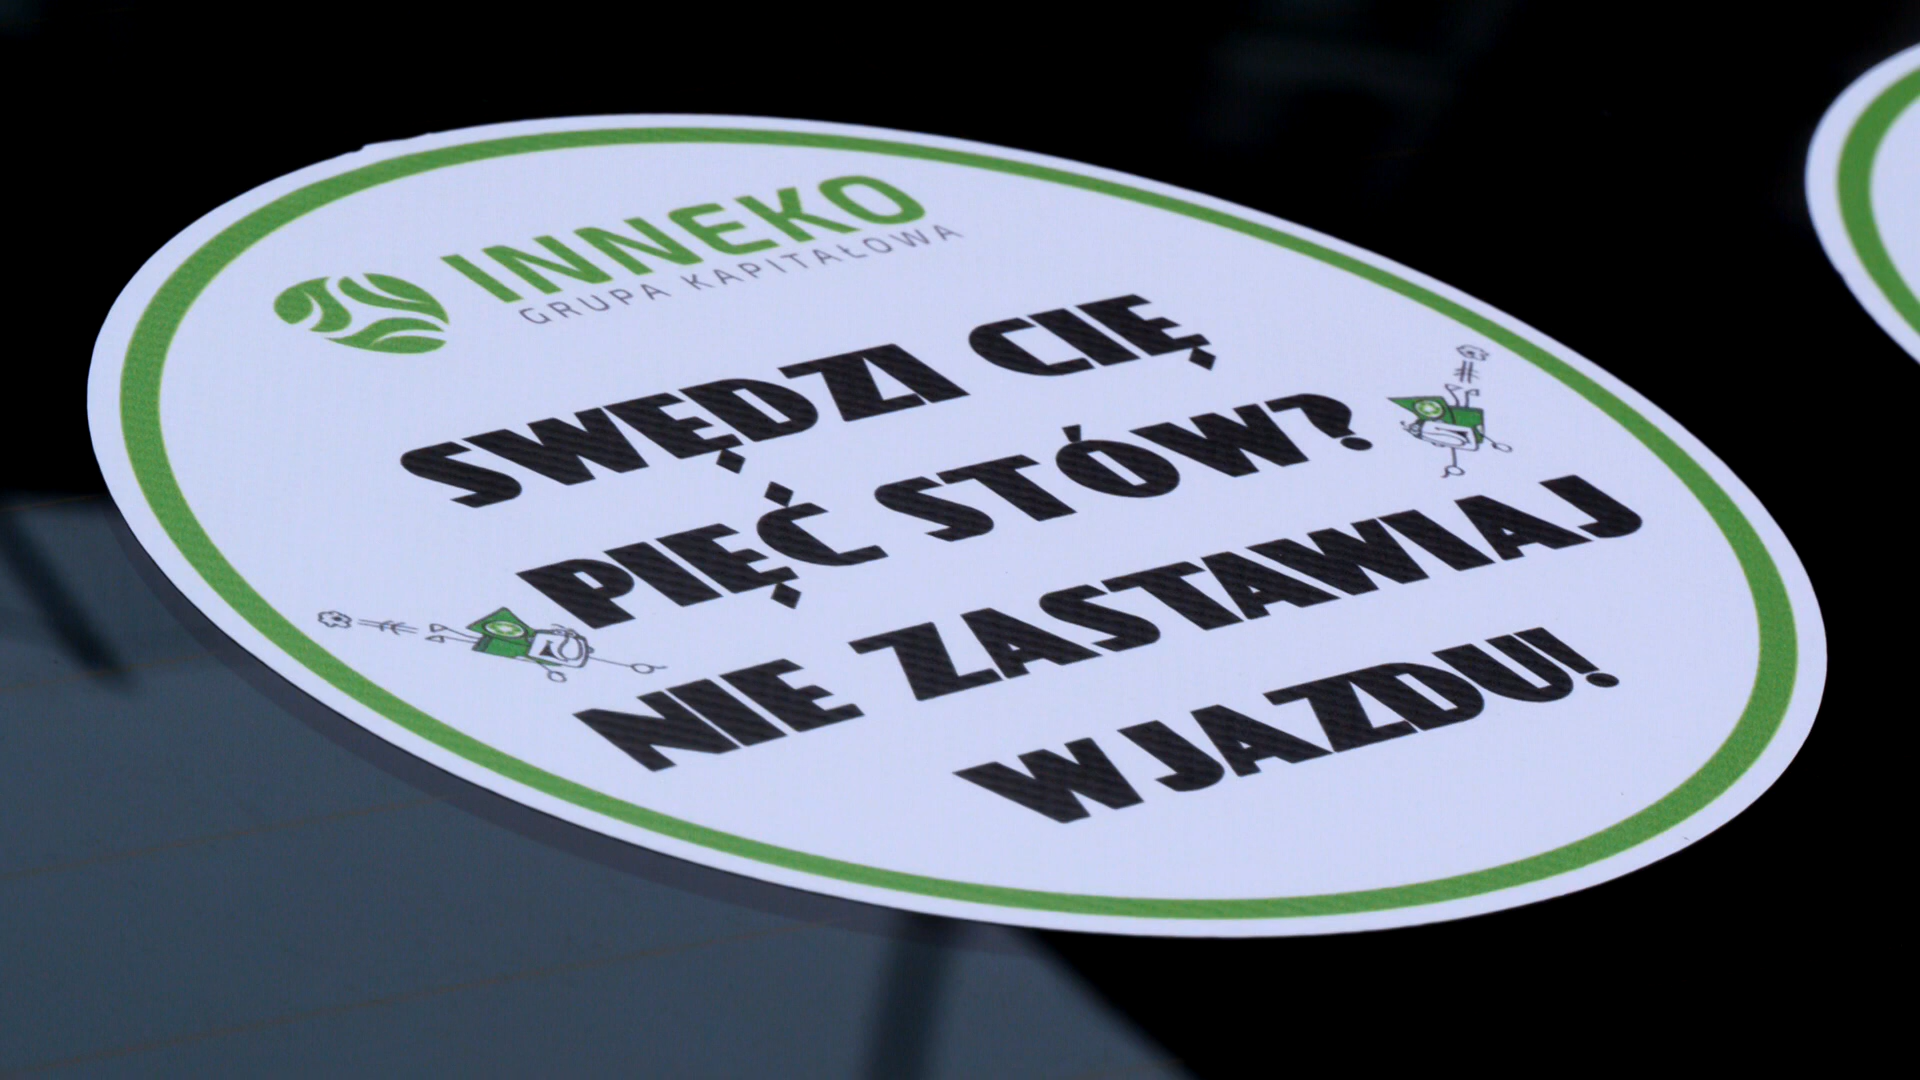 INNEKO
GRUPA KAPITAŁOWA
SWĘDZI CIĘ
PIĘĆ STÓW?
NIE ZASTAWIAJ
WJAZDU!